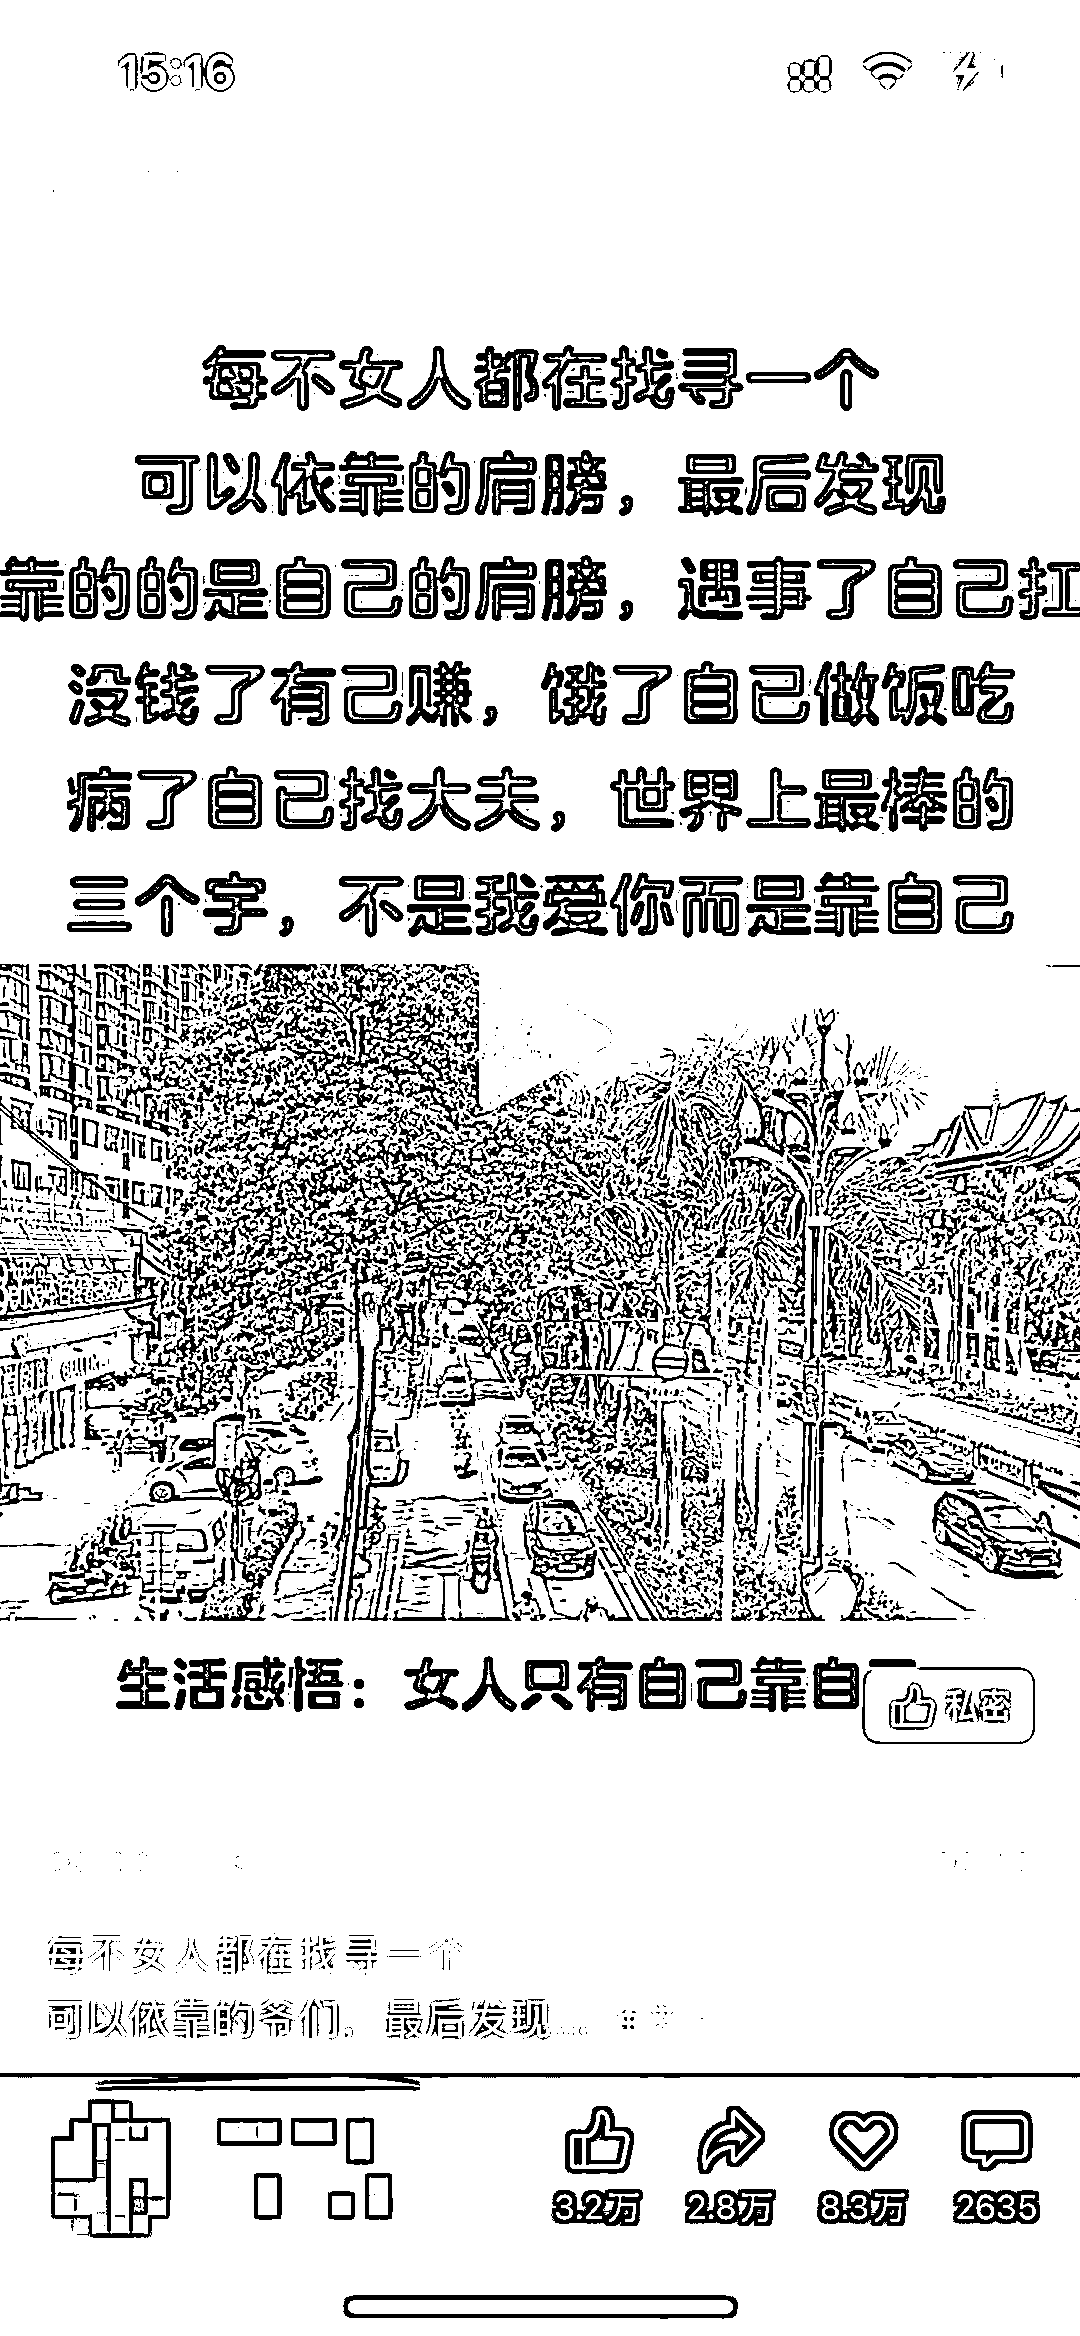 15:16
每不女人都在找寻一个
可以依靠的肩膀，最后发现
靠的的是自己的肩膀，遇事了自己扛
没钱了有己赚，饿了自已做饭吃
病了自已找大夫，世界上最棒的
三个字，不是我爱你而是靠自己
生活感悟：女人只有自己靠自
私密
每不女人都在找寻一个
可以依靠的爷们。最后发现...
3.2万 2.8万 8.3万 2635